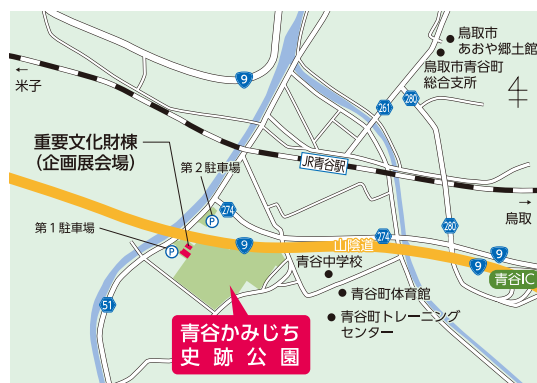 鳥取市
あおや郷土館
鳥取市青谷町
総合支所
←
米子
9
261
280
重要文化財棟
(企画展会場)
第2駐車場
JR青谷駅
→
鳥取
P
274
280
第1駐車場
P
9
山陰道
274
9
9
青谷IC
青谷中学校
青谷町体育館
51
青谷町トレーニング
センター
青谷かみじち
史跡公園